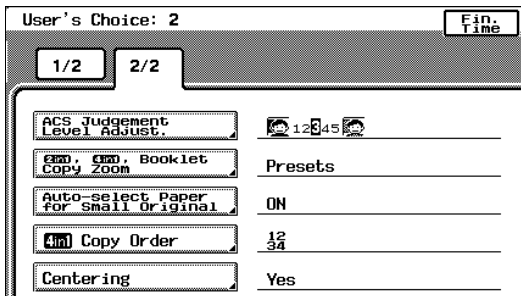 User's Choice: 2
Fin.
Time
1/2
2/2
ACS Judgement
Level Adjust.
12345
2in1, 4in1, Booklet
Copy Zoom
Presets
Auto-select Paper
for Small Original
ON
4in1 Copy Order
12
34
Centering
Yes